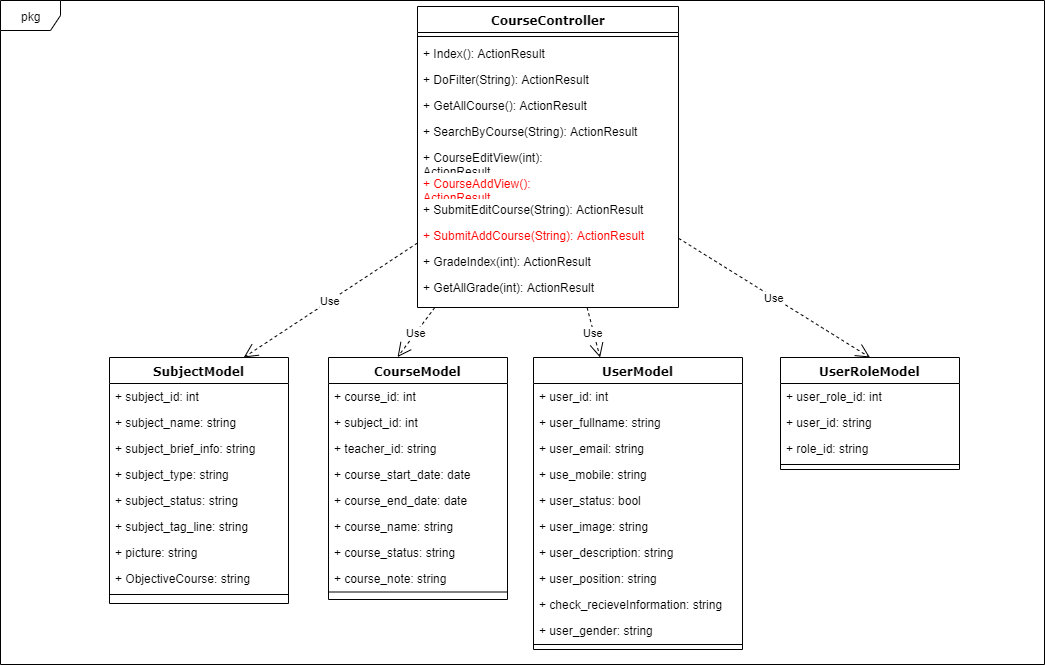 pkg
CourseController
+ Index(): ActionResult
+ DoFilter(String): ActionResult
+ GetAllCourse(): ActionResult
+ SearchByCourse(String): ActionResult
+ CourseEditView(int):
ActionResult
+ CourseAddView():
ActionResult
+ SubmitEditCourse(String): ActionResult
+ SubmitAddCourse(String): ActionResult
+ GradeIndex(int): ActionResult
+ GetAllGrade(int): ActionResult
Use
Use
Use
Use
SubjectModel
+ subject_id: int
+ subject_name: string
+ subject_brief_info: string
+ subject_type: string
+ subject_status: string
+ subject_tag_line: string
+ picture: string
+ ObjectiveCourse: string
CourseModel
+ course_id: int
+ subject_id: int
+ teacher_id: string
+ course_start_date: date
+ course_end_date: date
+ course_name: string
+ course_status: string
+ course_note: string
UserModel
+ user_id: int
+ user_fullname: string
+ user_email: string
+ use_mobile: string
+ user_status: bool
+ user_image: string
+ user_description: string
+ user_position: string
+ check_recieveInformation: string
+ user_gender: string
UserRoleModel
+ user_role_id: int
+ user_id: string
+ role_id: string